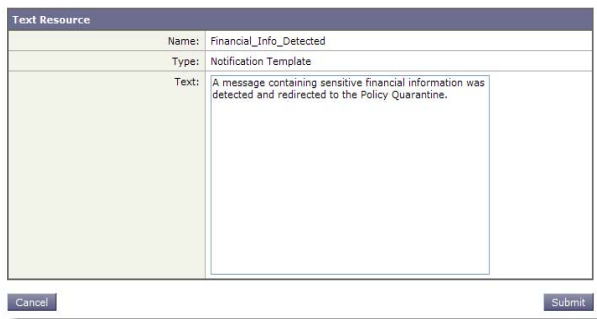 Text Resource
Name: Financial_Info_Detected
Type: Notification Template
Text: A message containing sensitive financial information was
detected and redirected to the Policy Quarantine.
Cancel Submit